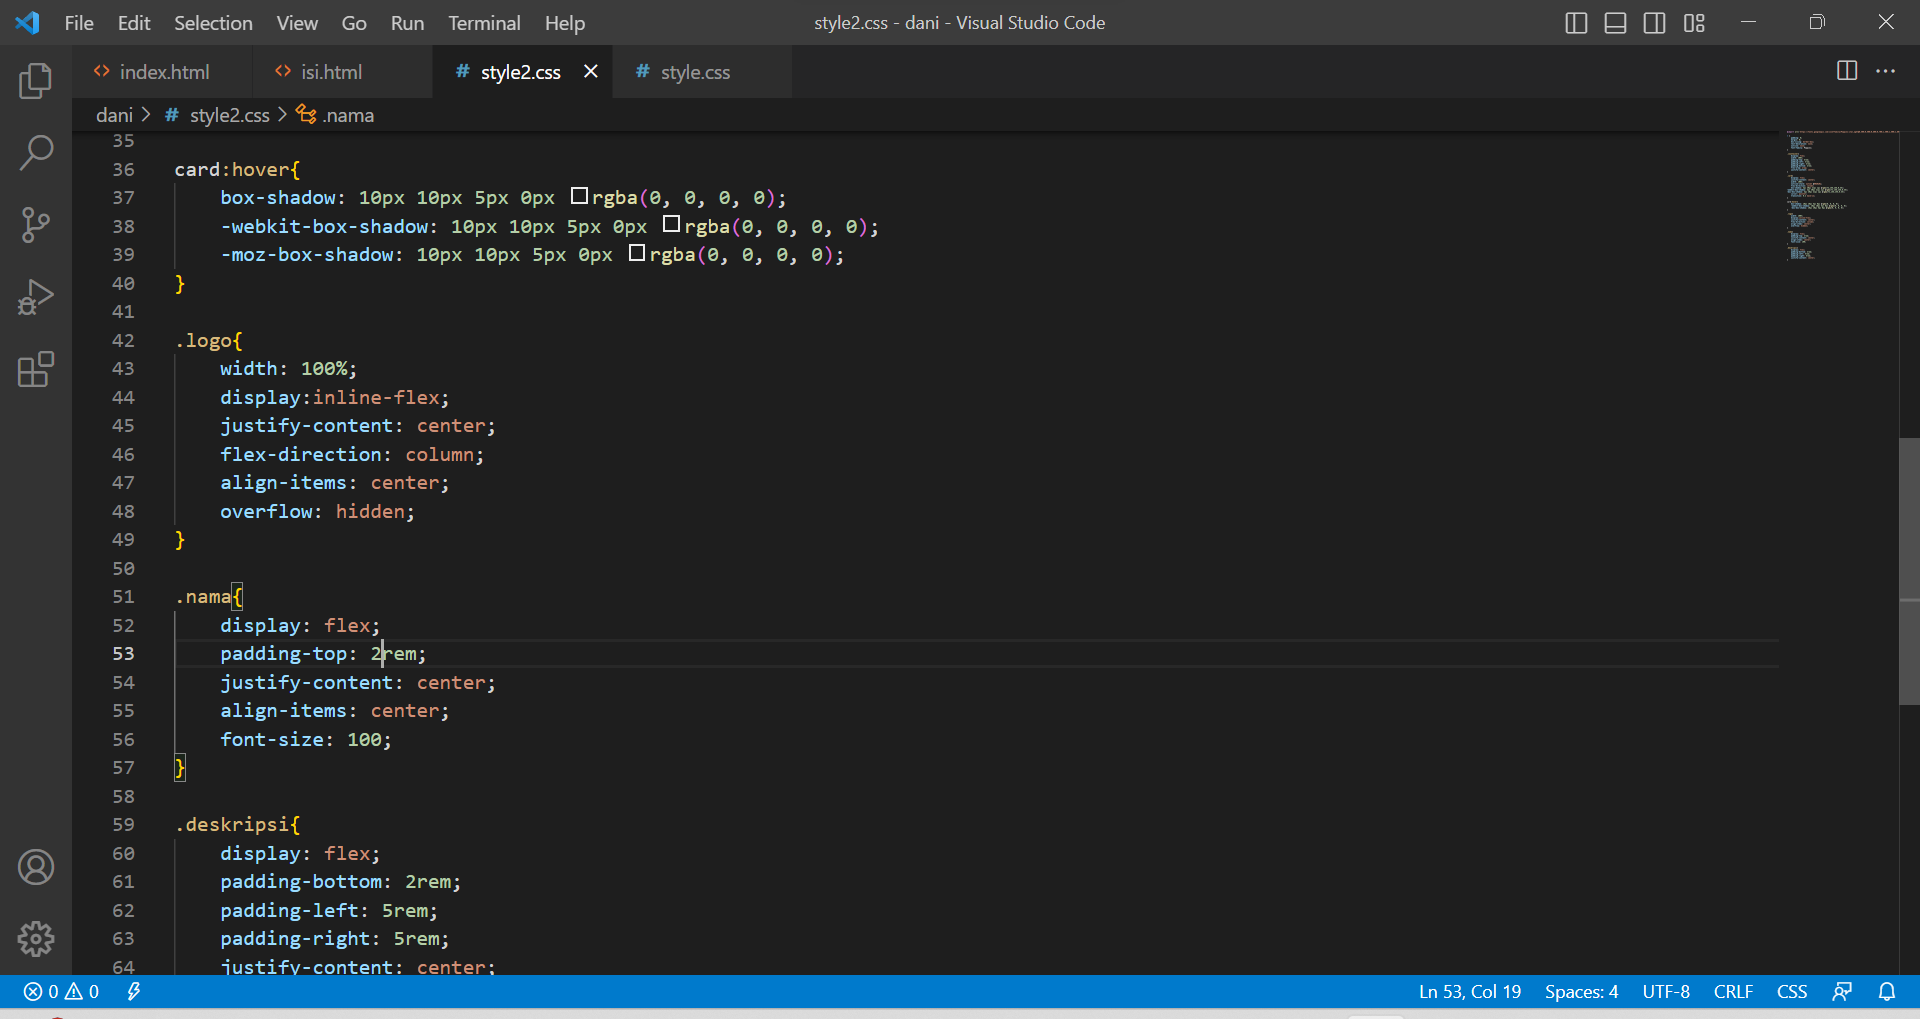 File Edit Selection View Go Run Terminal Help style2.css - dani - Visual Studio Code
index.html isi.html # style2.css # style.css
dani > # style2.css > .nama
35
36 card:hover{
37 box-shadow: 10px 10px 5px 0px rgba(0, 0, 0, 0);
38 -webkit-box-shadow: 10px 10px 5px 0px rgba(0, 0, 0, 0);
39 -moz-box-shadow: 10px 10px 5px 0px rgba(0, 0, 0, 0);
40 }
41
42 .logo{
43 width: 100%;
44 display:inline-flex;
45 justify-content: center;
46 flex-direction: column;
47 align-items: center;
48 overflow: hidden;
49 }
50
51 .nama{
52 display: flex;
53 padding-top: 2rem;
54 justify-content: center;
55 align-items: center;
56 font-size: 100;
57 }
58
59 .deskripsi{
60 display: flex;
61 padding-bottom: 2rem;
62 padding-left: 5rem;
63 padding-right: 5rem;
64 justify-content: center;
0 0 Ln 53, Col 19 Spaces: 4 UTF-8 CRLF CSS